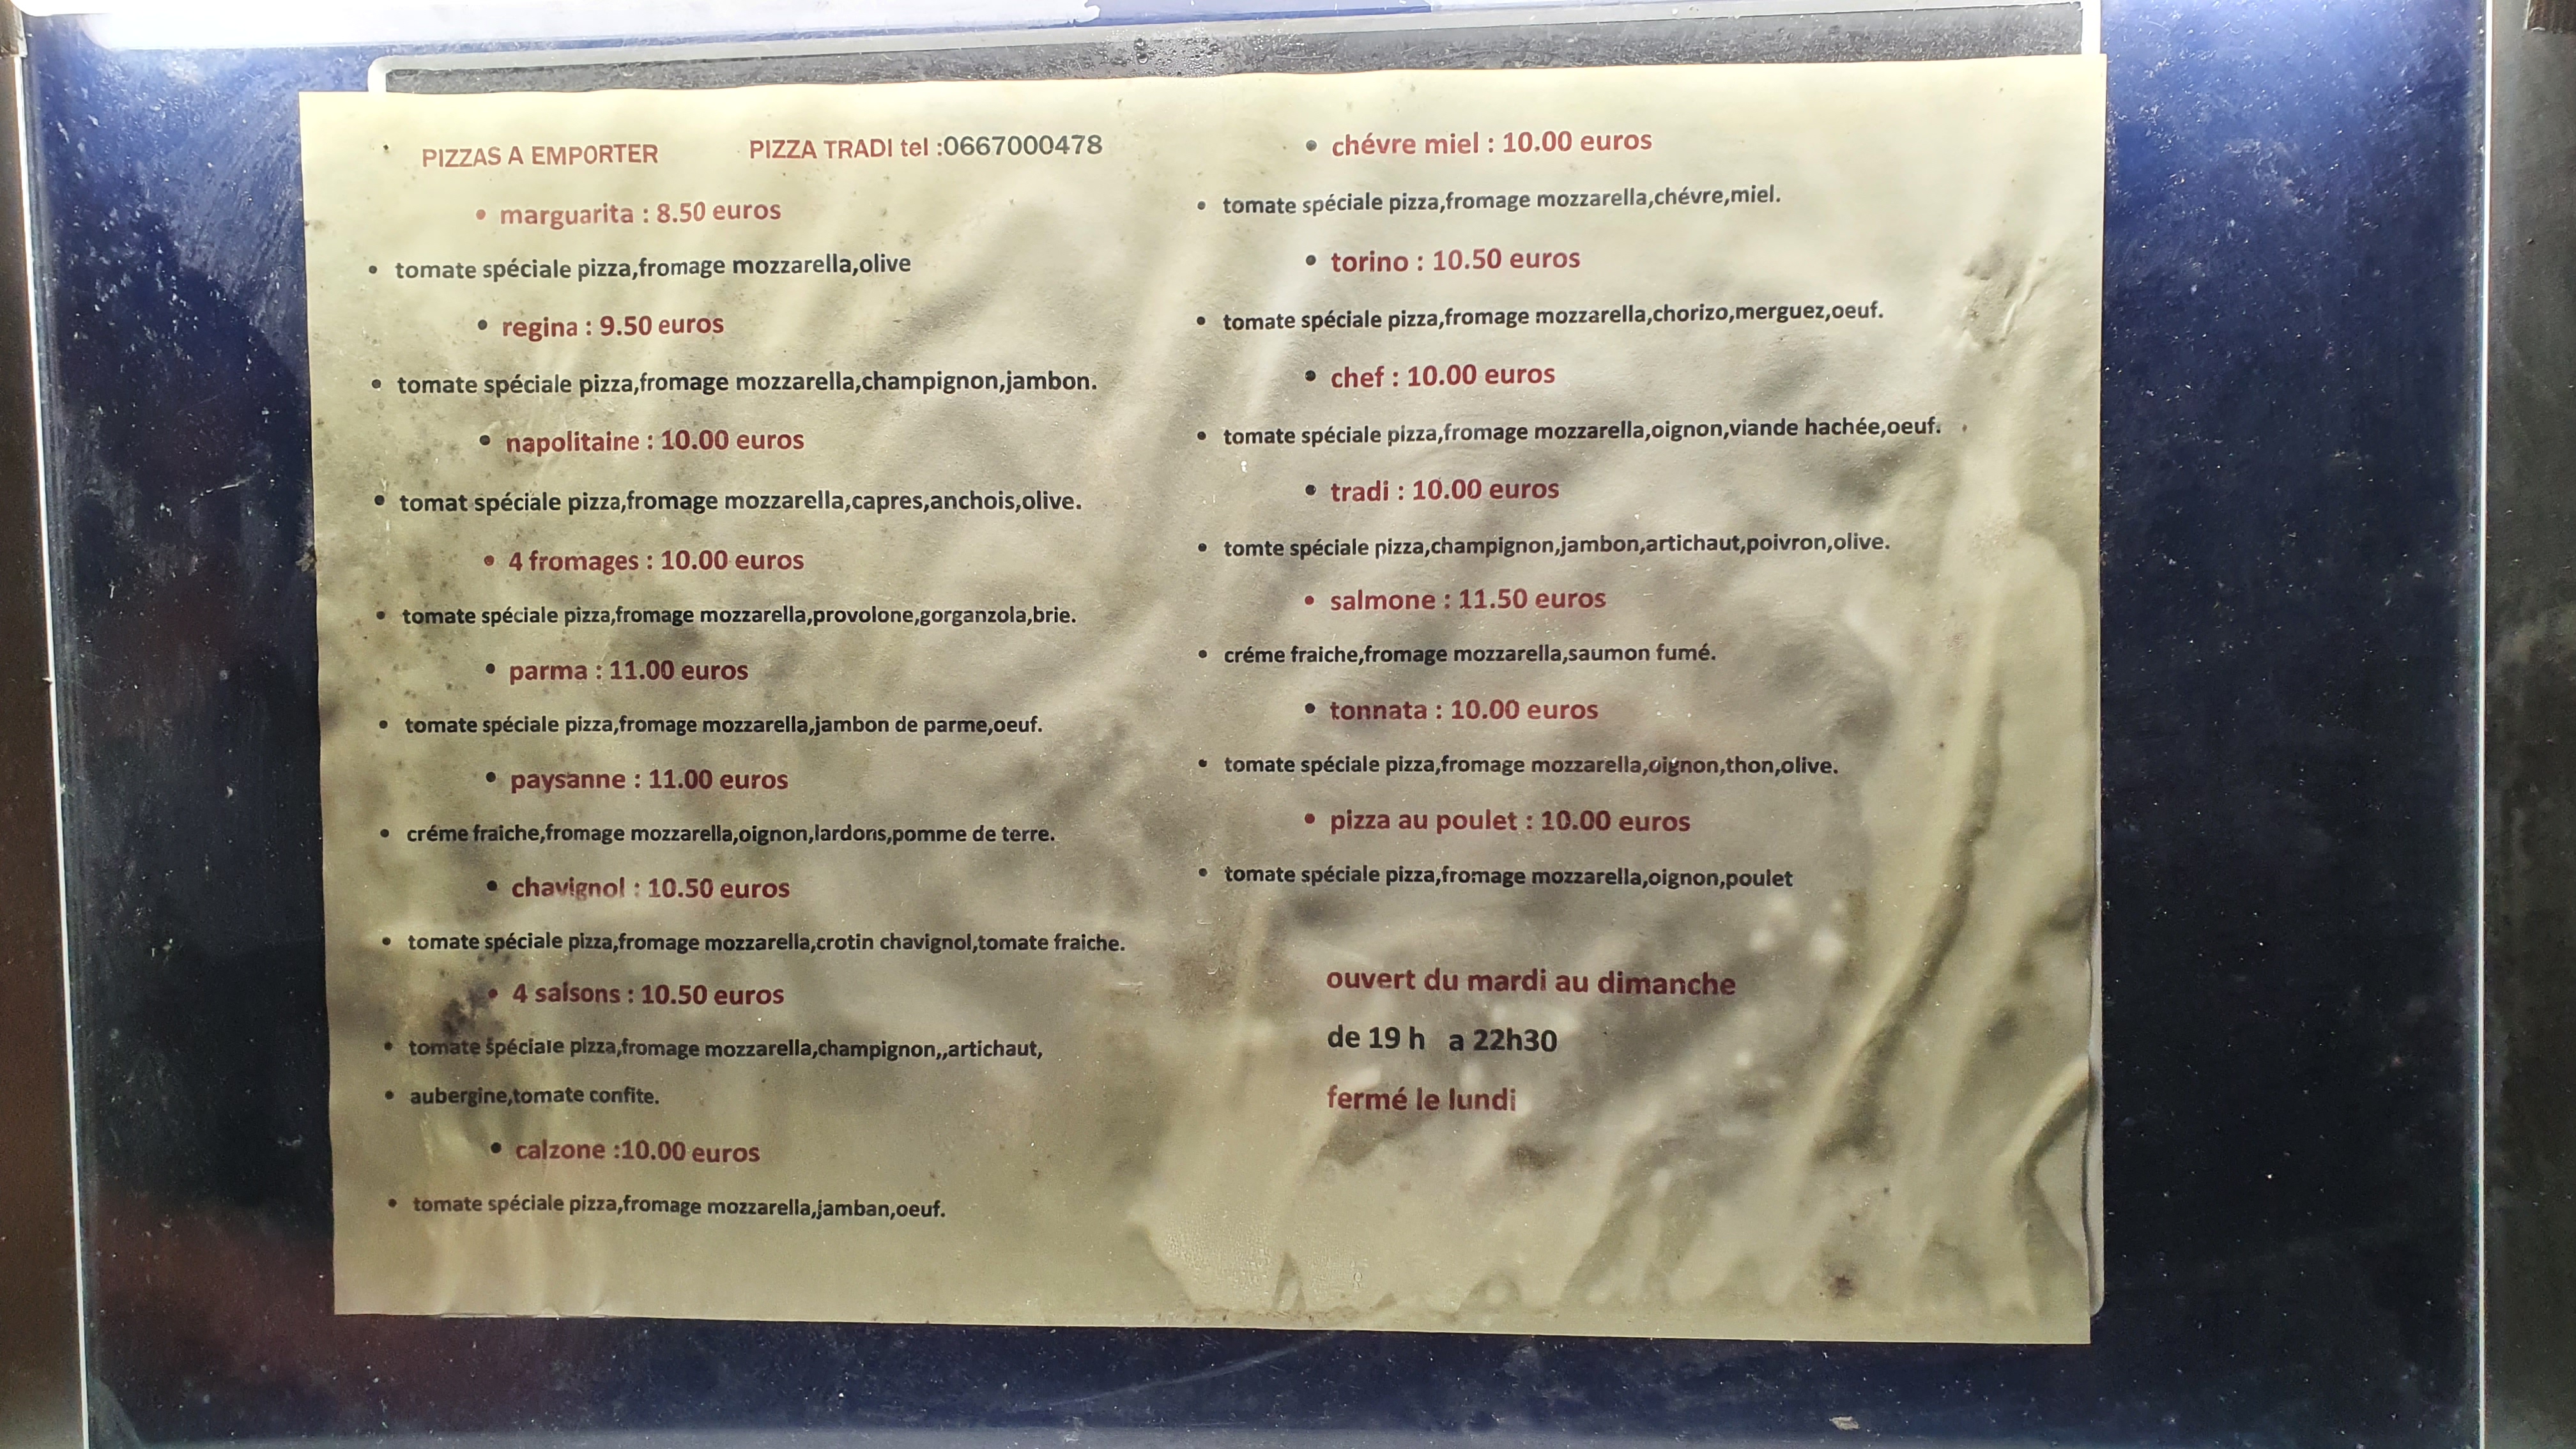 PIZZAS A EMPORTER PIZZA TRADI tel :0667000478
• marguarita : 8.50 euros
• tomate spéciale pizza,fromage mozzarella,olive
• regina : 9.50 euros
• tomate spéciale pizza,fromage mozzarella,champignon,jambon.
• napolitaine : 10.00 euros
• tomat spéciale pizza,fromage mozzarella,capres,anchois,olive.
• 4 fromages : 10.00 euros
• tomate spéciale pizza,fromage mozzarella,provolone,gorganzola,brie.
• parma : 11.00 euros
• tomate spéciale pizza,fromage mozzarella,jambon de parme,oeuf.
• paysanne : 11.00 euros
• créme fraiche,fromage mozzarella,oignon,lardons,pomme de terre.
• chavignol : 10.50 euros
• tomate spéciale pizza,fromage mozzarella,crotin chavignol,tomate fraiche.
• 4 saisons : 10.50 euros
• tomate spéciale pizza,fromage mozzarella,champignon,,artichaut,
• aubergine,tomate confite.
• calzone :10.00 euros
• tomate spéciale pizza,fromage mozzarella,jamban,oeuf.
• chévre miel : 10.00 euros
• tomate spéciale pizza,fromage mozzarella,chévre,miel.
• torino : 10.50 euros
• tomate spéciale pizza,fromage mozzarella,chorizo,merguez,oeuf.
• chef : 10.00 euros
• tomate spéciale pizza,fromage mozzarella,oignon,viande hachée,oeuf.
• tradi : 10.00 euros
• tomte spéciale pizza,champignon,jambon,artichaut,poivron,olive.
• salmone : 11.50 euros
• créme fraiche,fromage mozzarella,saumon fumé.
• tonnata : 10.00 euros
• tomate spéciale pizza,fromage mozzarella,oignon,thon,olive.
• pizza au poulet : 10.00 euros
• tomate spéciale pizza,fromage mozzarella,oignon,poulet
ouvert du mardi au dimanche
de 19 h a 22h30
fermé le lundi